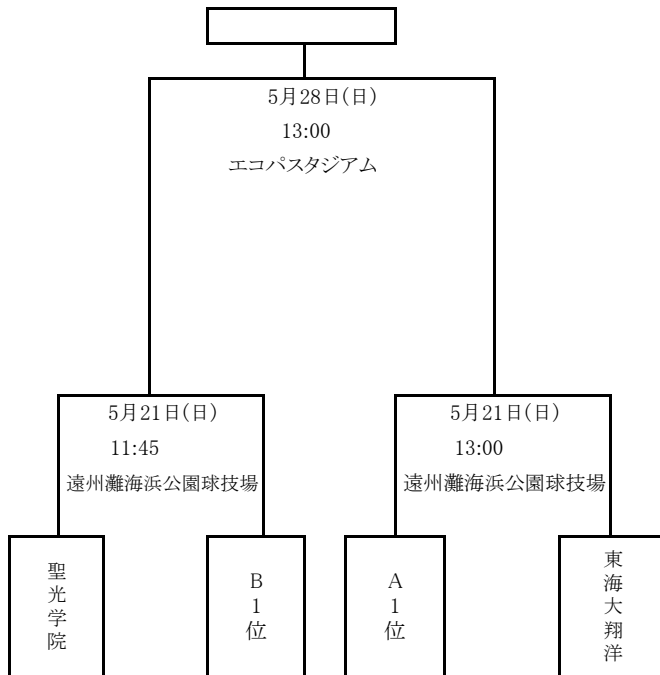 5月28日(日)
13:00
エコパスタジアム
5月21日(日)
11:45
遠州灘海浜公園球技場
5月21日(日)
13:00
遠州灘海浜公園球技場
聖光学院
B1位
A1位
東海大翔洋